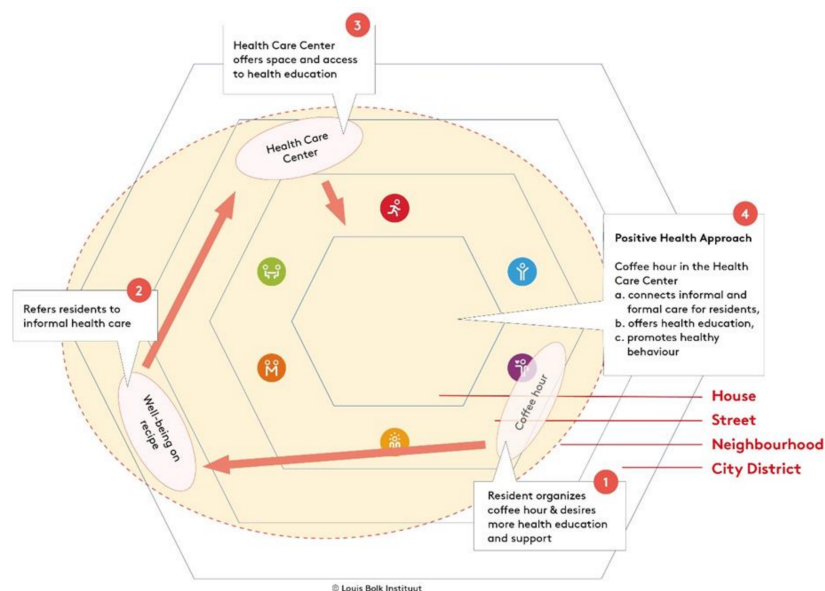 3
Health Care Center
offers space and access
to health education
Health Care
Center
4
Positive Health Approach
Coffee hour in the Health
Care Center
a. connects informal and
formal care for residents,
b. offers health education,
c. promotes healthy
behaviour
2
Refers residents to
informal health care
Well-being on
recipe
Coffee hour
House
Street
Neighbourhood
City District
1
Resident organizes
coffee hour & desires
more health education
and support
© Louis Bolk Instituut